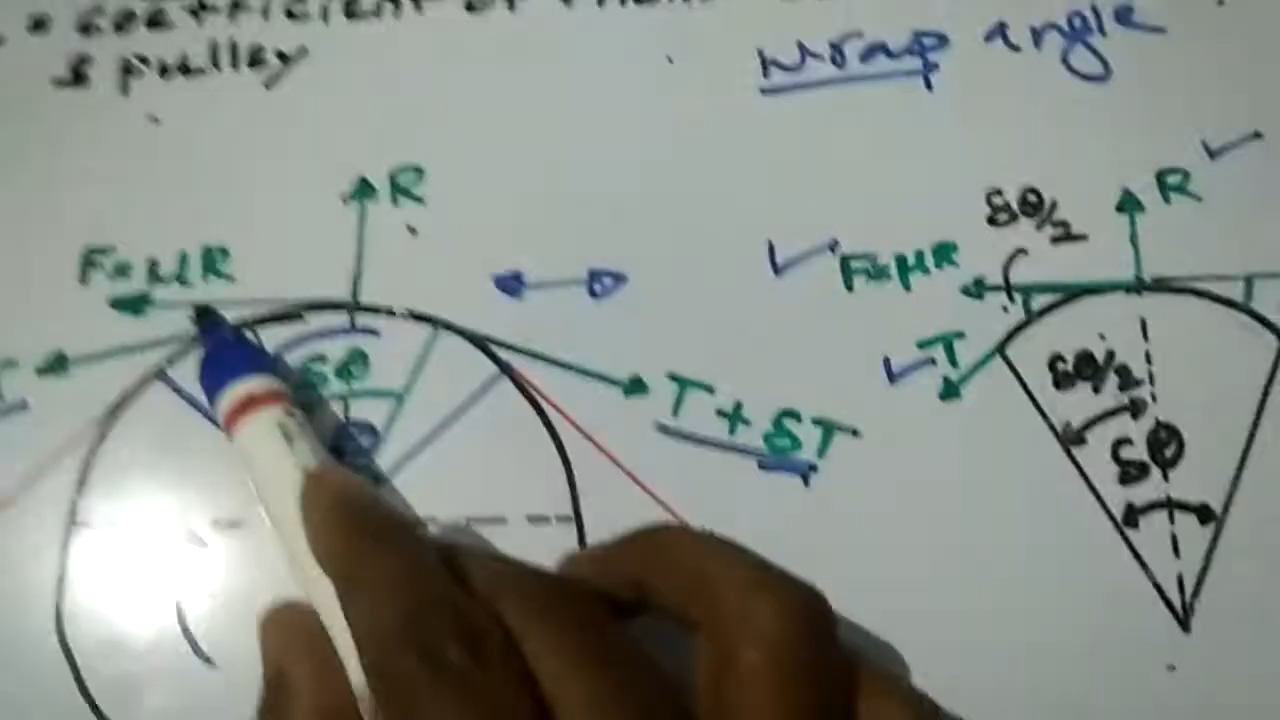 = coefficient of
& pulley
wrap angle
R
F=μR
δθ
T + δT
δθ/2
R
F=μR
T
δθ/2
δθ